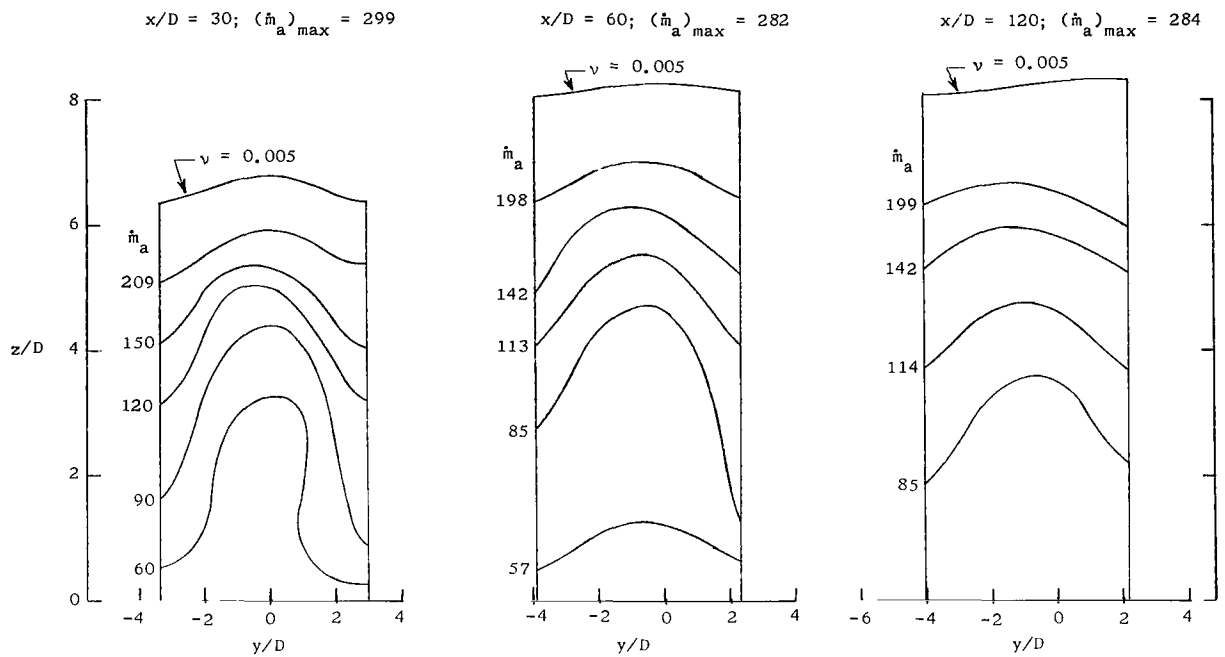 x/D = 30; (ṁa)max = 299
x/D = 60; (ṁa)max = 282
x/D = 120; (ṁa)max = 284
z/D
8
6
4
2
0
ν = 0.005
ṁa
209
150
120
90
60
-4
-2
0
2
4
y/D
ν = 0.005
ṁa
198
142
113
85
57
-4
-2
0
2
4
y/D
ν = 0.005
ṁa
199
142
114
85
-6
-4
-2
0
2
4
y/D